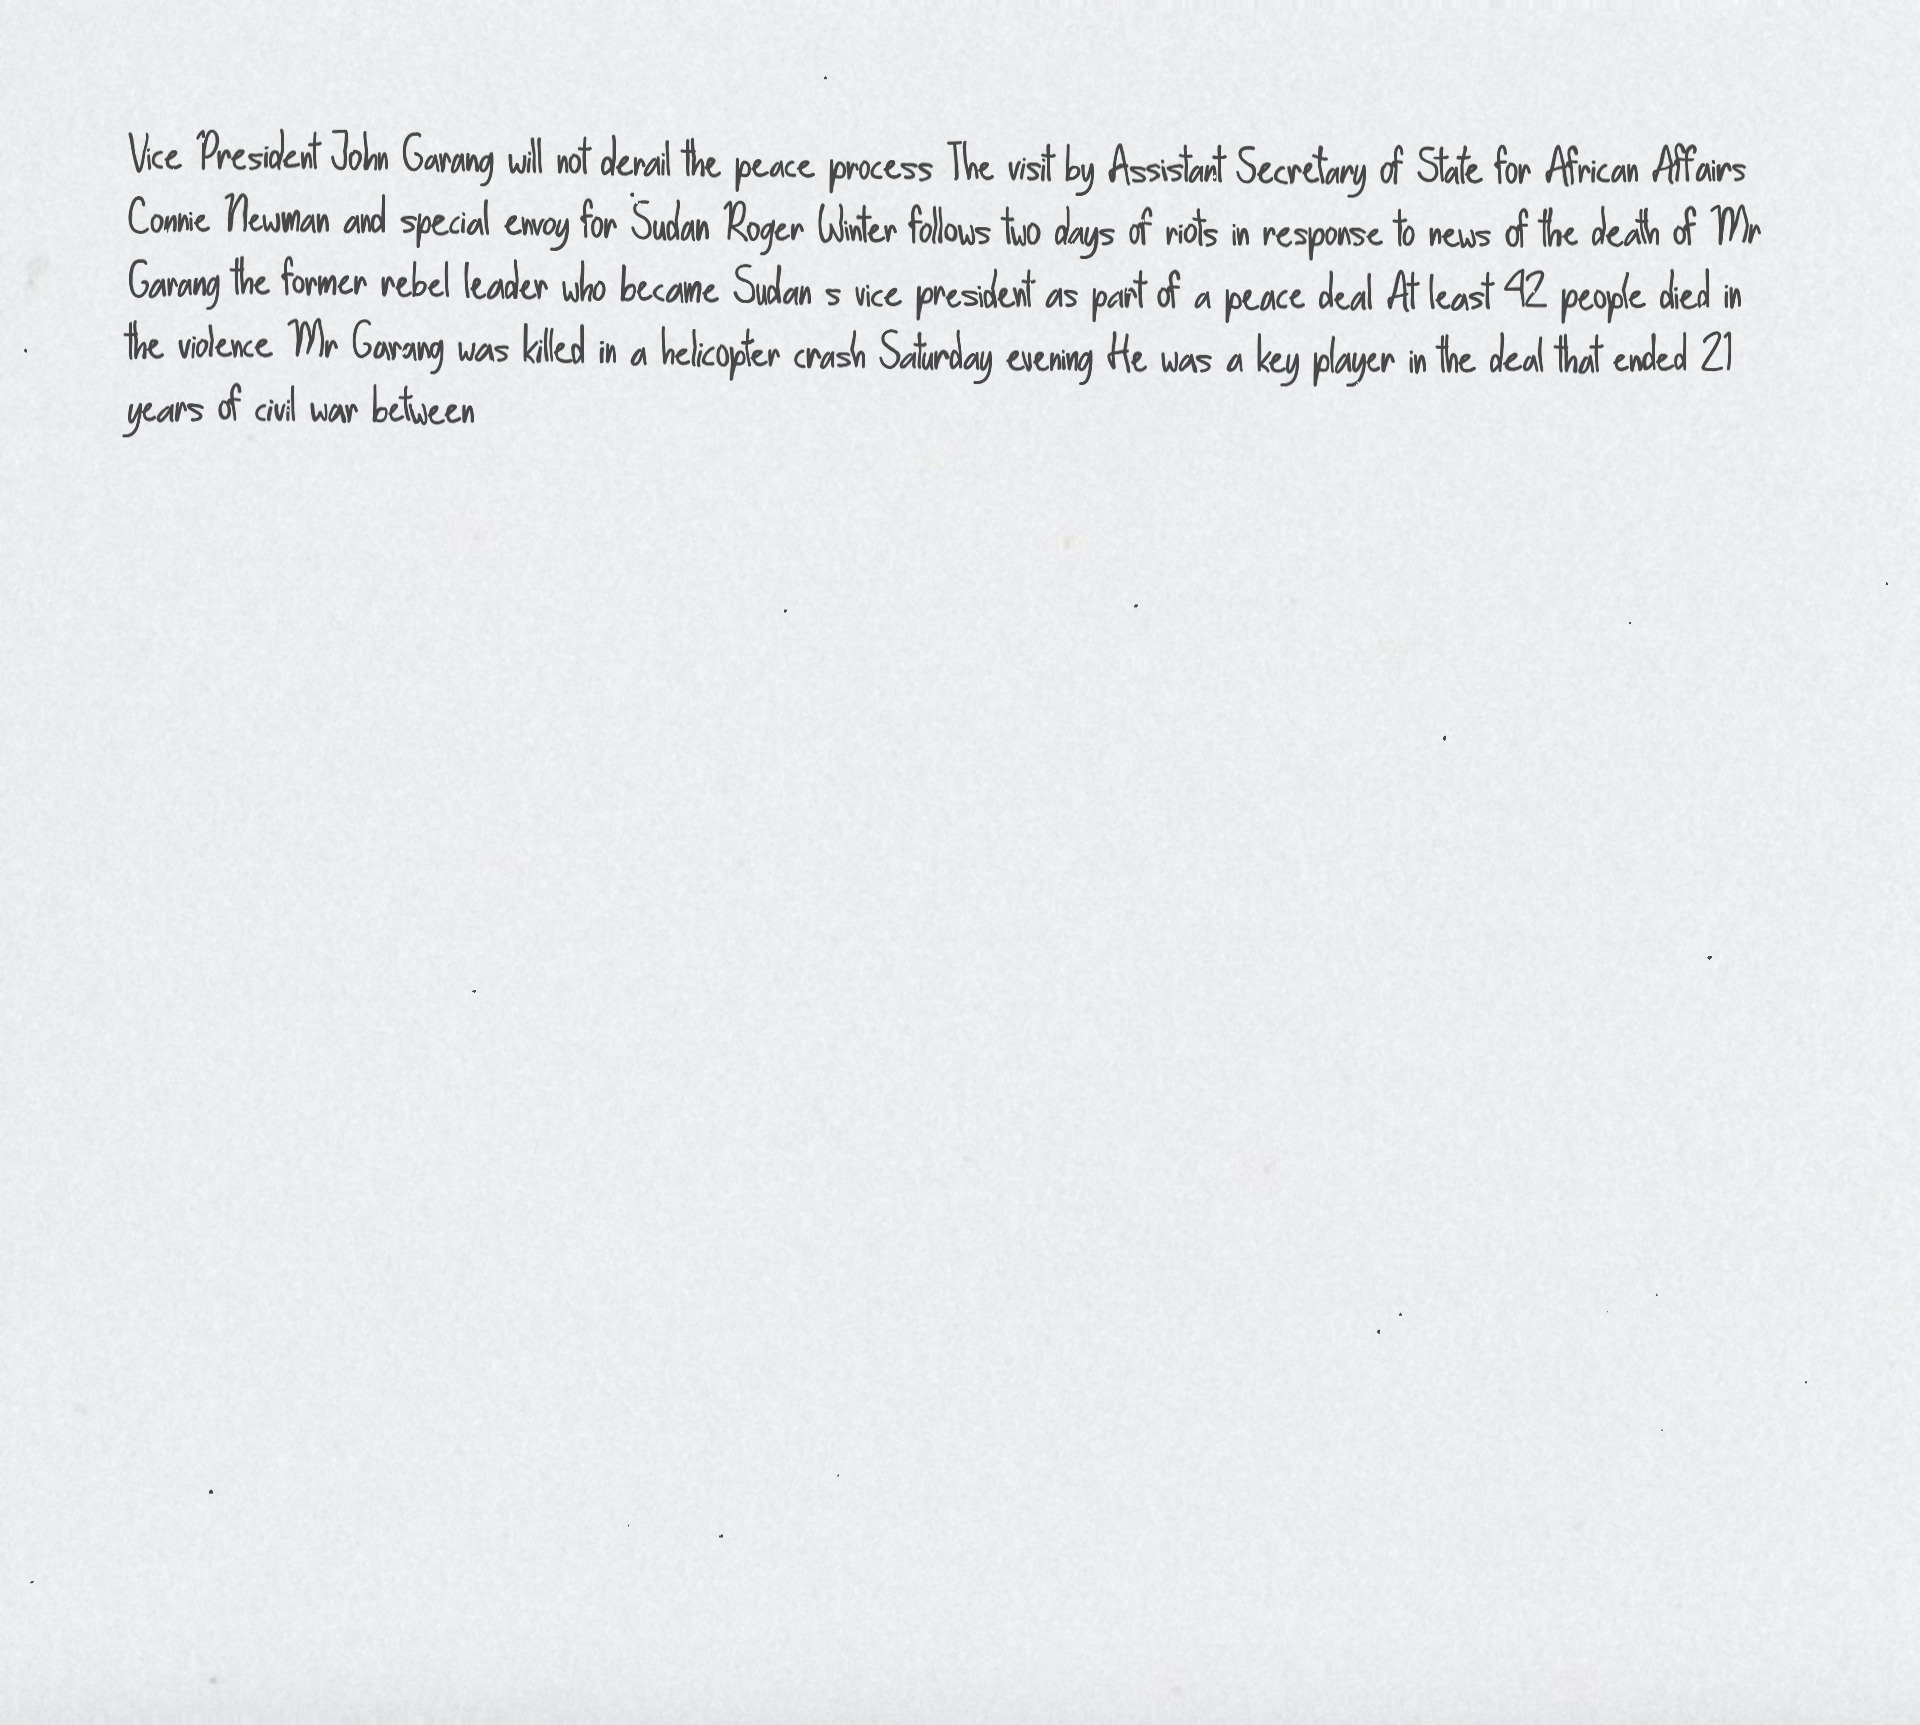 Vice President John Garang will not derail the peace process The visit by Assistant Secretary of State for African Affairs
Connie Newman and special envoy for Sudan Roger Winter follows two days of riots in response to news of the death of Mr
Garang the former rebel leader who became Sudan s vice president as part of a peace deal At least 42 people died in
the violence Mr Garang was killed in a helicopter crash Saturday evening He was a key player in the deal that ended 21
years of civil war between